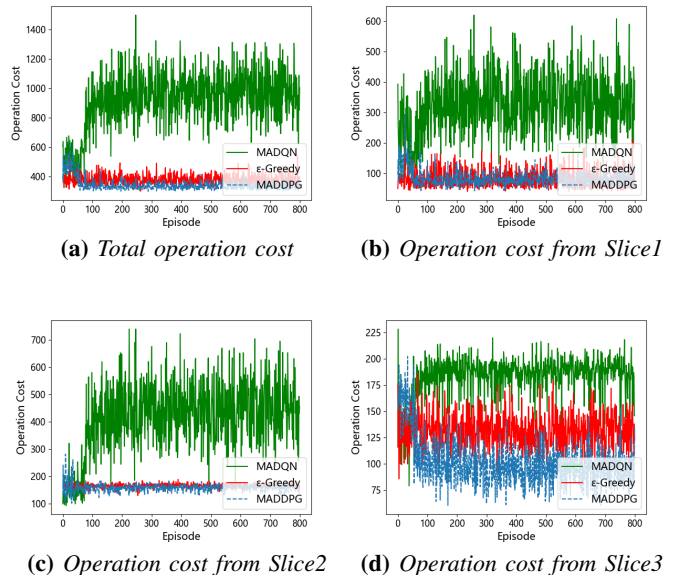 1400
1200
1000
800
600
400
Operation Cost
MADQN
ε-Greedy
MADDPG
0 100 200 300 400 500 600 700 800
Episode
(a) Total operation cost
600
500
400
300
200
100
Operation Cost
MADQN
ε-Greedy
MADDPG
0 100 200 300 400 500 600 700 800
Episode
(b) Operation cost from Slice1
700
600
500
400
300
200
100
Operation Cost
MADQN
ε-Greedy
MADDPG
0 100 200 300 400 500 600 700 800
Episode
(c) Operation cost from Slice2
225
200
175
150
125
100
75
Operation Cost
MADQN
ε-Greedy
MADDPG
0 100 200 300 400 500 600 700 800
Episode
(d) Operation cost from Slice3